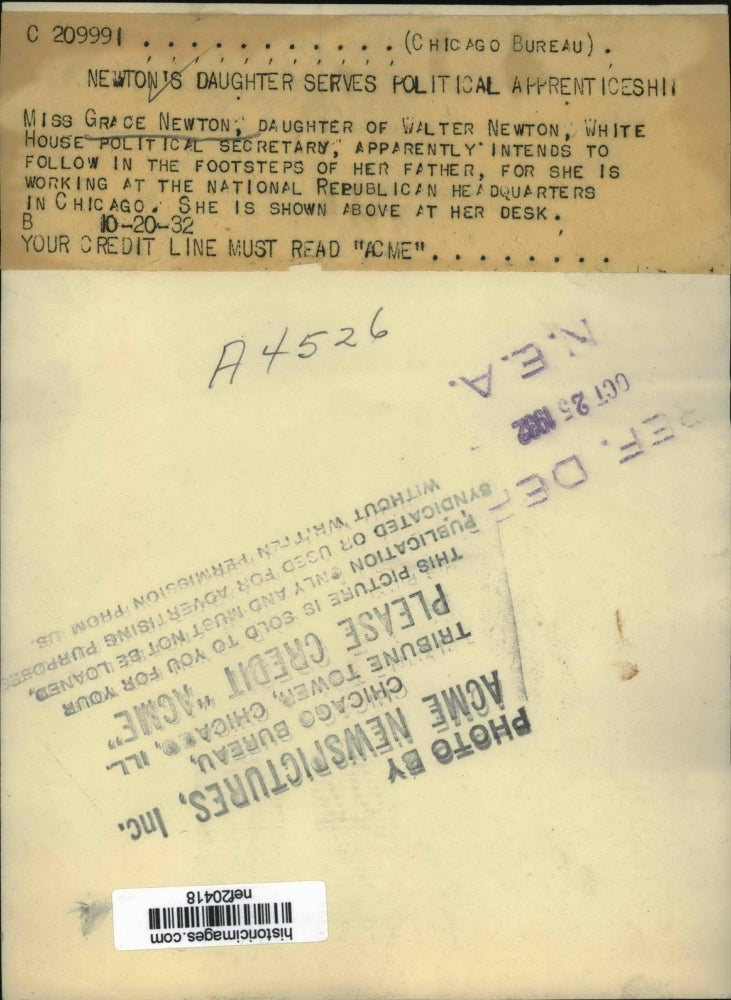 C 209991 . . . . . . . . . . . (CHICAGO BUREAU) .
NEWTON'S DAUGHTER SERVES POLITICAL APPRENTICESHIP
MISS GRACE NEWTON, DAUGHTER OF WALTER NEWTON, WHITE
HOUSE POLITICAL SECRETARY, APPARENTLY INTENDS TO
FOLLOW IN THE FOOTSTEPS OF HER FATHER, FOR SHE IS
WORKING AT THE NATIONAL REPUBLICAN HEADQUARTERS
IN CHICAGO. SHE IS SHOWN ABOVE AT HER DESK.
B 10-20-32
YOUR CREDIT LINE MUST READ "ACME". . . . . . . .
A4526
REF. DEP
OCT 25 1932
N.E.A.
PHOTO BY
ACME NEWSPICTURES, Inc.
CHICAGO BUREAU,
TRIBUNE TOWER, CHICAGO, ILL.
PLEASE CREDIT "ACME"
THIS PICTURE IS SOLD TO YOU FOR YOUR
PUBLICATION ONLY AND MUST NOT BE LOANED,
SYNDICATED OR USED FOR ADVERTISING PURPOSES
WITHOUT WRITTEN PERMISSION FROM US.
historicimages.com
nef20418